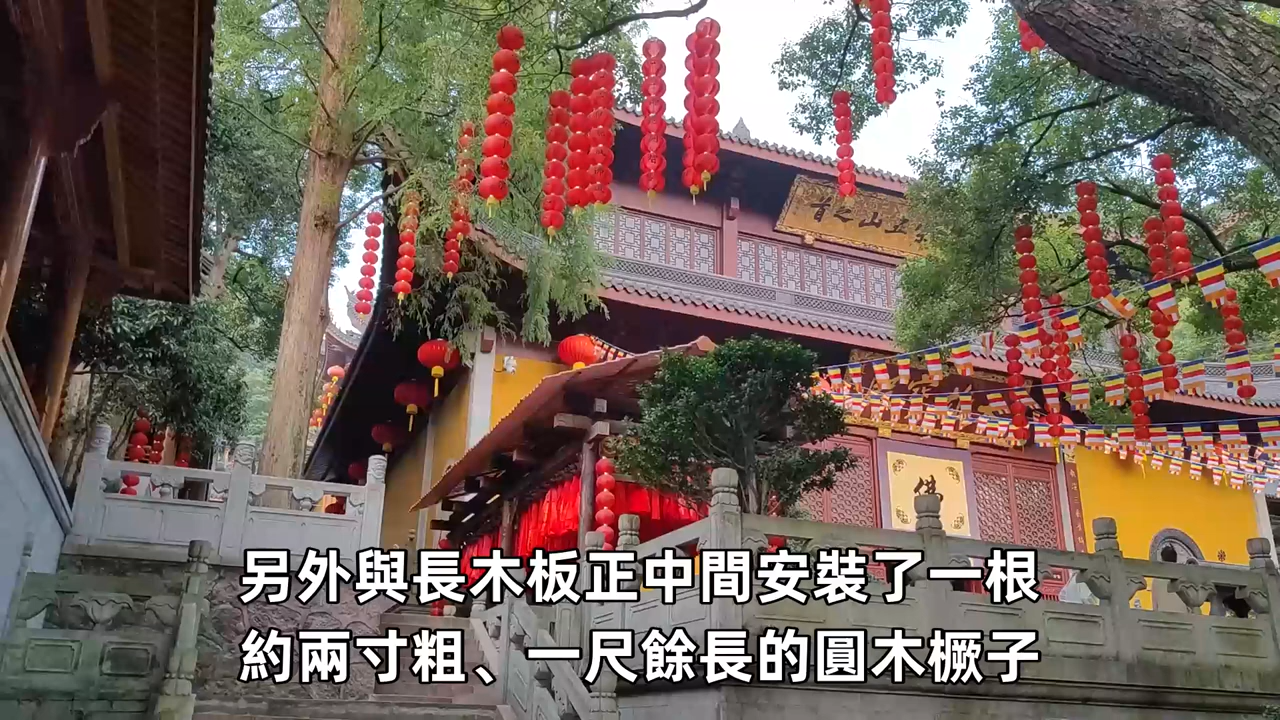 首之山五
佛
另外與長木板正中間安裝了一根
約兩寸粗、一尺餘長的圓木橛子